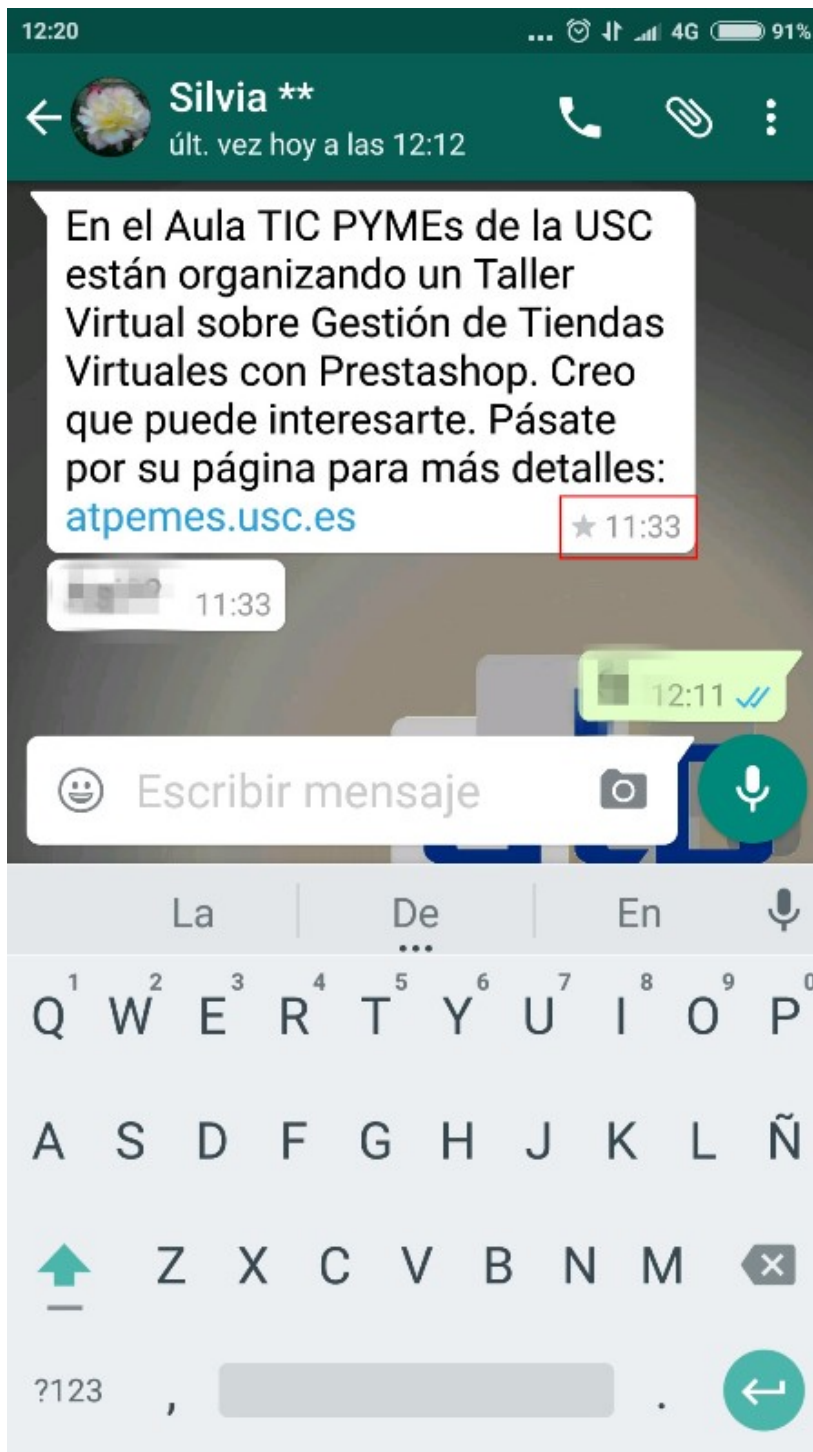 12:20 ... 4G 91%
Silvia **
últ. vez hoy a las 12:12
En el Aula TIC PYMEs de la USC
están organizando un Taller
Virtual sobre Gestión de Tiendas
Virtuales con Prestashop. Creo
que puede interesarte. Pásate
por su página para más detalles:
atpemes.usc.es ★ 11:33
11:33
12:11
Escribir mensaje
La De En
1 2 3 4 5 6 7 8 9 0
Q W E R T Y U I O P
A S D F G H J K L Ñ
Z X C V B N M
?123 , .